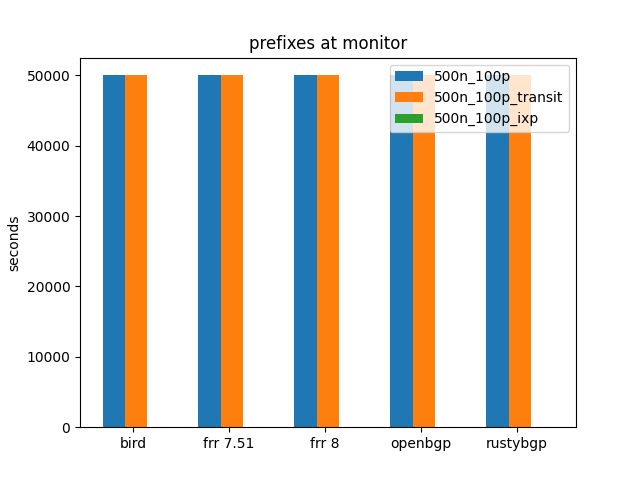 prefixes at monitor
500n_100p
500n_100p_transit
500n_100p_ixp
seconds
50000
40000
30000
20000
10000
0
bird frr 7.51 frr 8 openbgp rustybgp